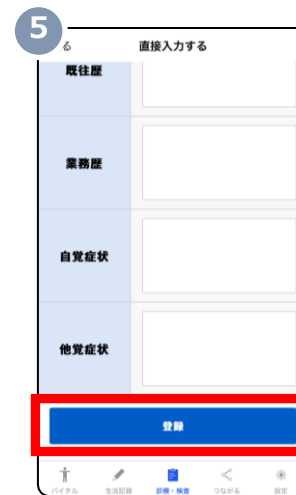 5
る 直接入力する
既往歴
業務歴
自覚症状
他覚症状
登録
バイタル 生活記録 診療・検査 つながる 設定